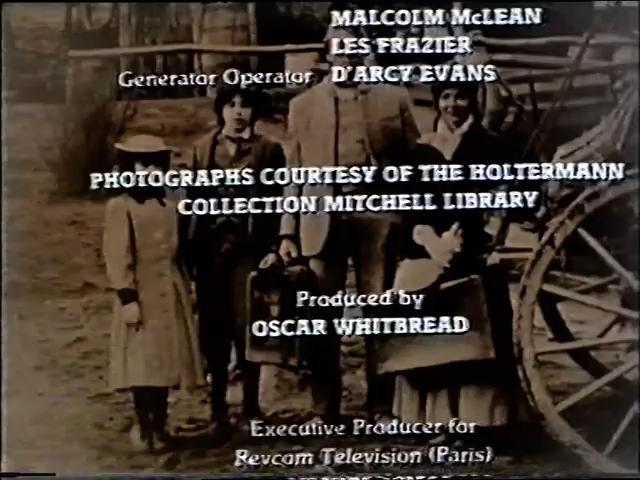 MALCOLM McLEAN
LES FRAZIER
Generator Operator D'ARCY EVANS
PHOTOGRAPHS COURTESY OF THE HOLTERMANN
COLLECTION MITCHELL LIBRARY
Produced by
OSCAR WHITBREAD
Executive Producer for
Revcom Television (Paris)